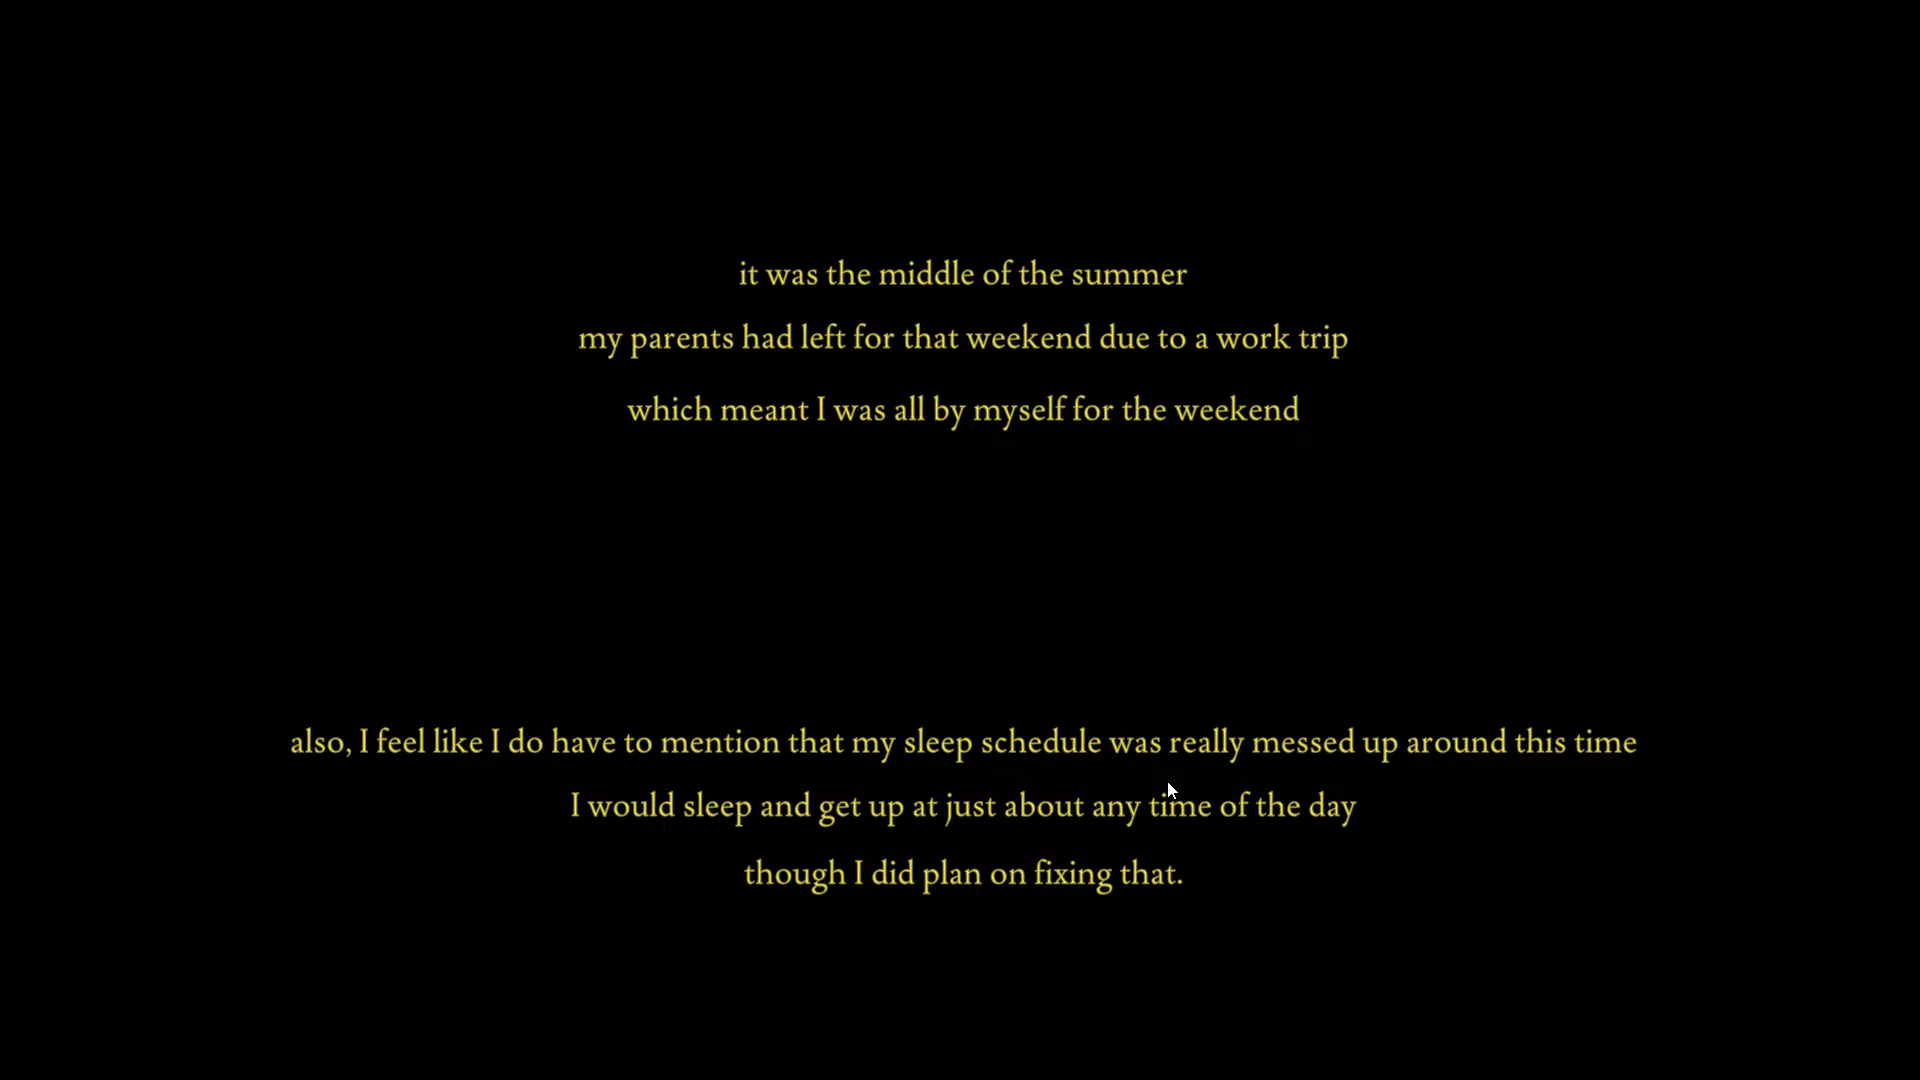 it was the middle of the summer
my parents had left for that weekend due to a work trip
which meant I was all by myself for the weekend
also, I feel like I do have to mention that my sleep schedule was really messed up around this time
I would sleep and get up at just about any time of the day
though I did plan on fixing that.